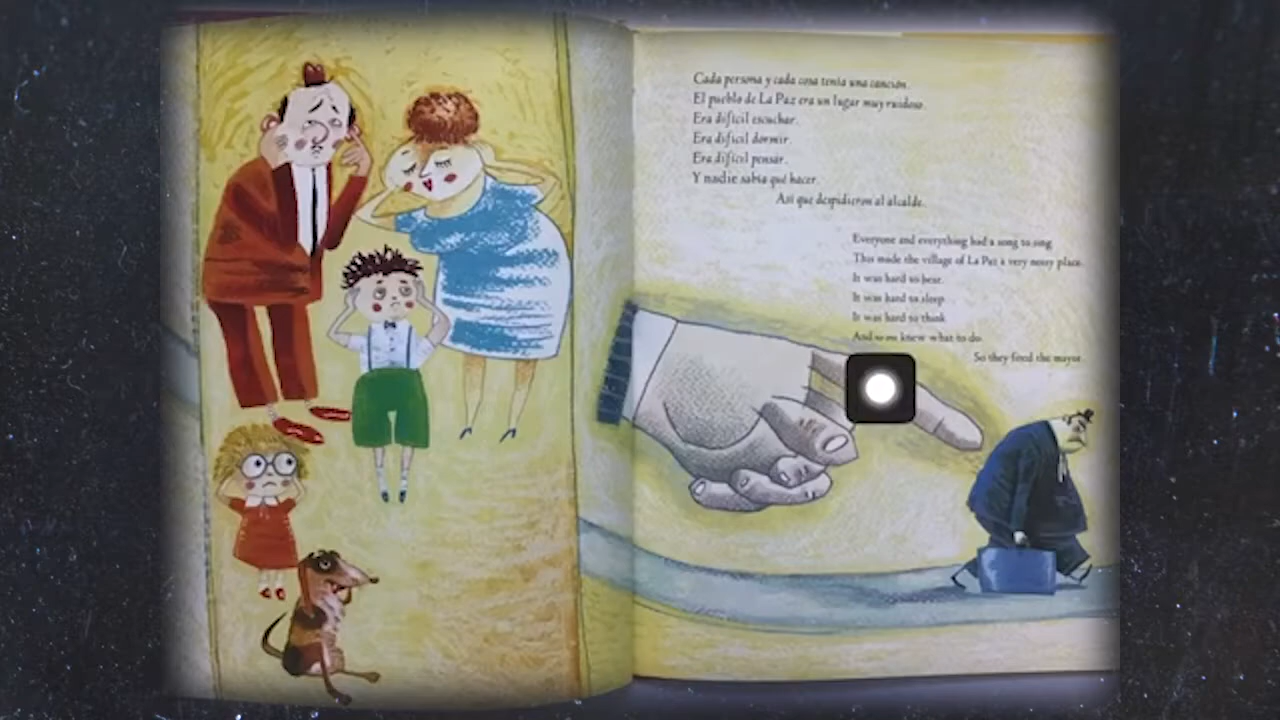 Cada persona y cada cosa tenía una canción.
El pueblo de La Paz era un lugar muy ruidoso.
Era difícil escuchar.
Era difícil dormir.
Era difícil pensar.
Y nadie sabía qué hacer.
Así que despidieron al alcalde.
Everyone and everything had a song to sing.
This made the village of La Paz a very noisy place.
It was hard to hear.
It was hard to sleep.
It was hard to think.
And knew what to do.
So they fired the mayor.